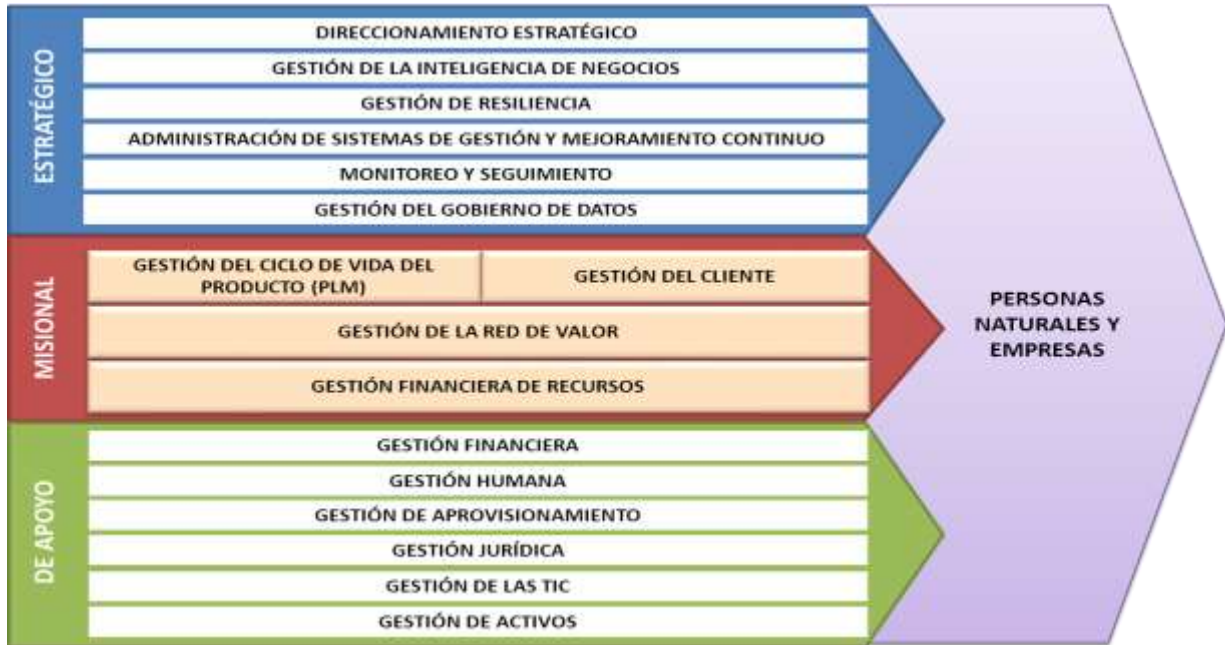 ESTRATÉGICO
DIRECCIONAMIENTO ESTRATÉGICO
GESTIÓN DE LA INTELIGENCIA DE NEGOCIOS
GESTIÓN DE RESILIENCIA
ADMINISTRACIÓN DE SISTEMAS DE GESTIÓN Y MEJORAMIENTO CONTINUO
MONITOREO Y SEGUIMIENTO
GESTIÓN DEL GOBIERNO DE DATOS
MISIONAL
GESTIÓN DEL CICLO DE VIDA DEL
PRODUCTO (PLM)
GESTIÓN DEL CLIENTE
GESTIÓN DE LA RED DE VALOR
GESTIÓN FINANCIERA DE RECURSOS
DE APOYO
GESTIÓN FINANCIERA
GESTIÓN HUMANA
GESTIÓN DE APROVISIONAMIENTO
GESTIÓN JURÍDICA
GESTIÓN DE LAS TIC
GESTIÓN DE ACTIVOS
PERSONAS
NATURALES Y
EMPRESAS